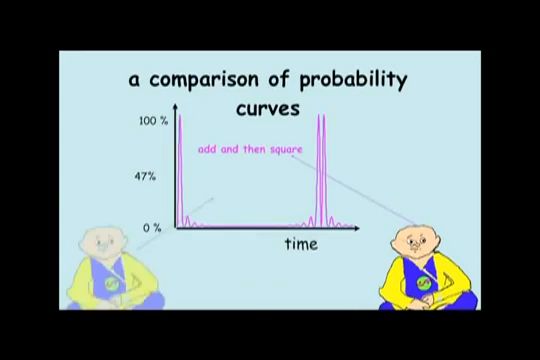 a comparison of probability
curves
100 %
add and then square
47%
0 %
time